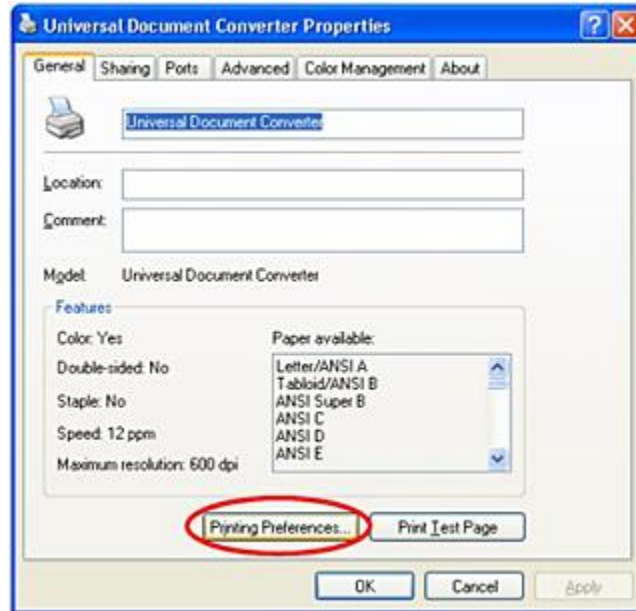 Universal Document Converter Properties
General Sharing Ports Advanced Color Management About
Universal Document Converter
Location:
Comment:
Model: Universal Document Converter
Features
Color: Yes
Paper available:
Double-sided: No
Letter/ANSI A
Tabloid/ANSI B
Staple: No
ANSI Super B
ANSI C
Speed: 12 ppm
ANSI D
ANSI E
Maximum resolution: 600 dpi
Printing Preferences... Print Test Page
OK Cancel Apply